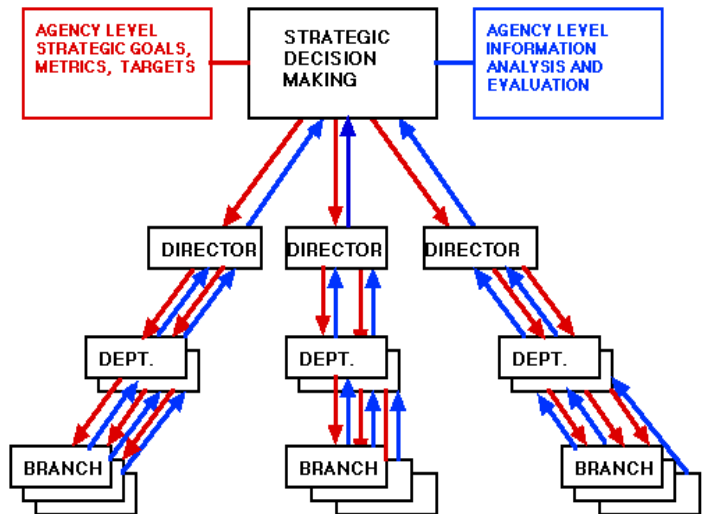 AGENCY LEVEL
STRATEGIC GOALS,
METRICS, TARGETS
STRATEGIC
DECISION
MAKING
AGENCY LEVEL
INFORMATION
ANALYSIS AND
EVALUATION
DIRECTOR
DIRECTOR
DIRECTOR
DEPT.
DEPT.
DEPT.
BRANCH
BRANCH
BRANCH